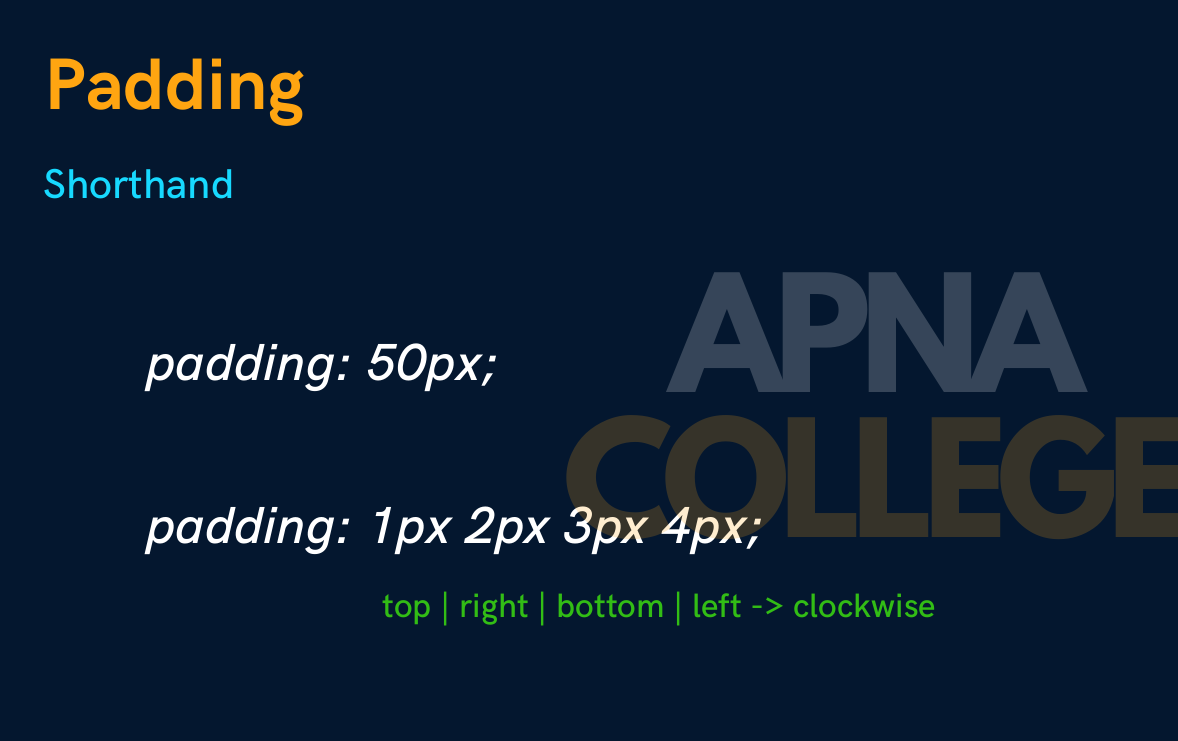 Padding
Shorthand
APNA
COLLEGE
padding: 50px;
padding: 1px 2px 3px 4px;
top | right | bottom | left -> clockwise